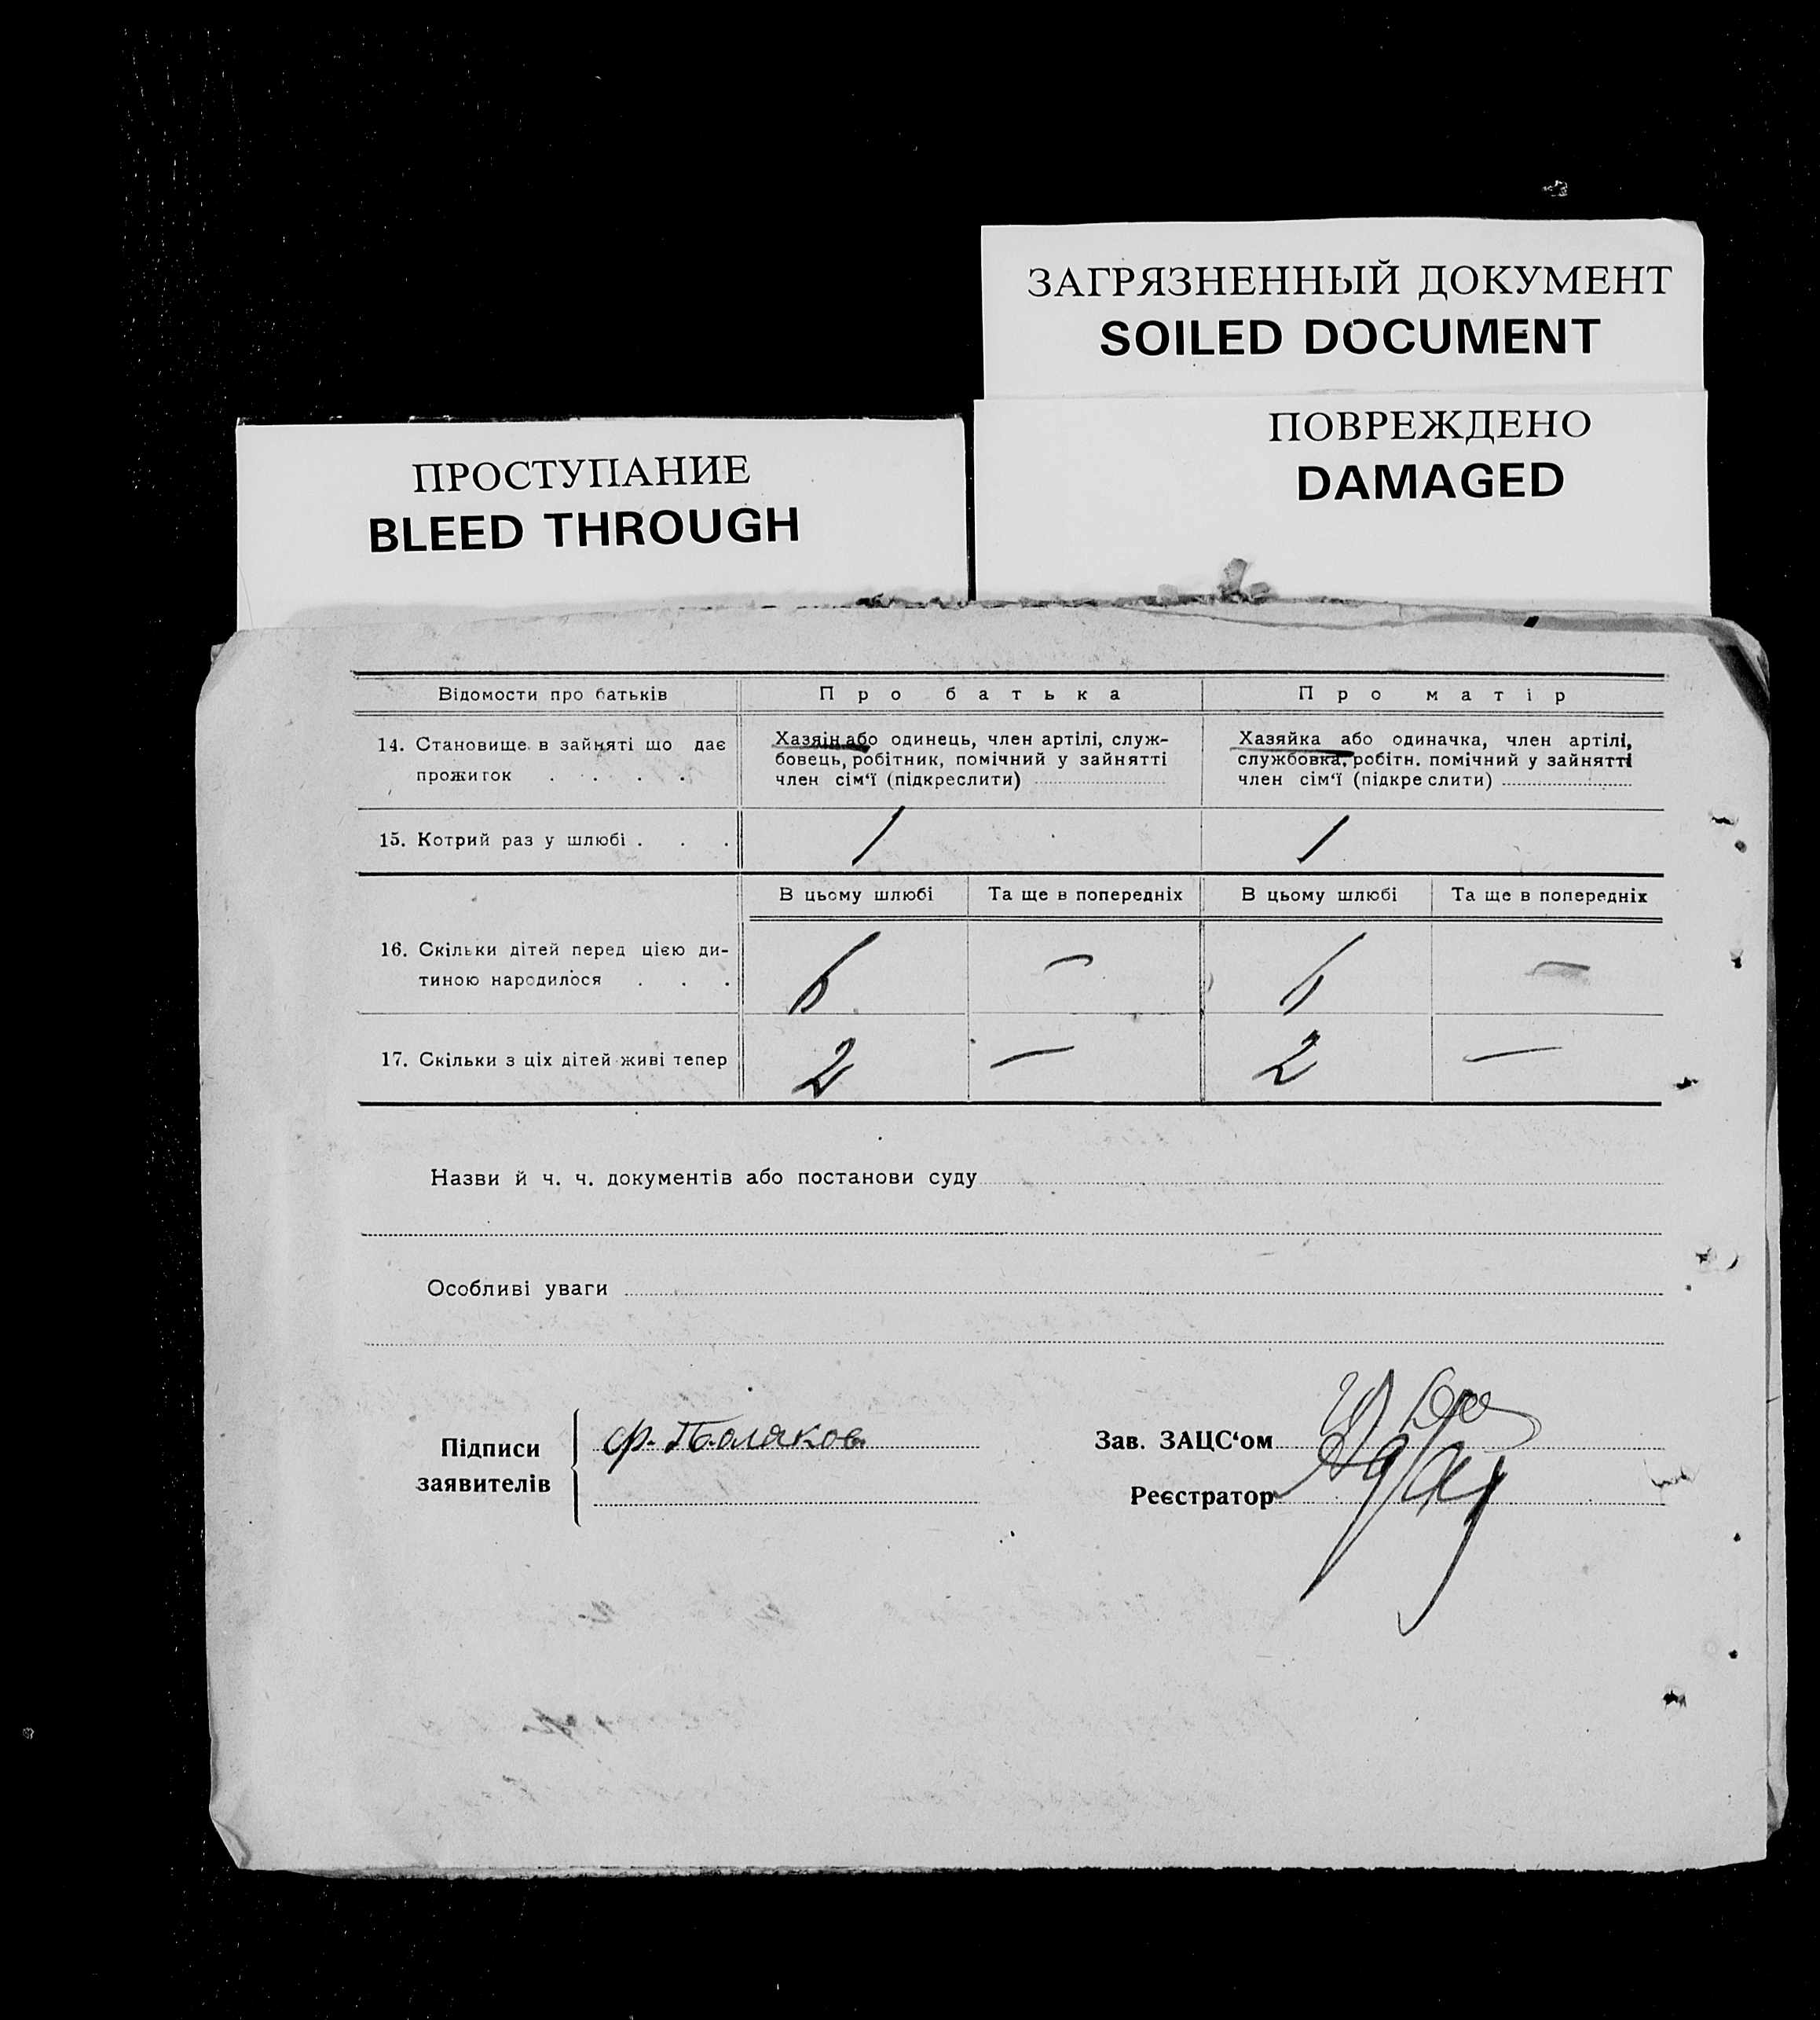 ЗАГРЯЗНЕННЫЙ ДОКУМЕНТ
SOILED DOCUMENT
ПОВРЕЖДЕНО
DAMAGED
ПРОСТУПАНИЕ
BLEED THROUGH
Відомости про батьків
Про батька
Про матір
14. Становище в зайняті що дає
прожиток . . . .
Хазяін або одинець, член артілі, служ-
бовець, робітник, помічний у зайнятті
член сім‘ї (підкреслити)
Хазяйка або одиначка, член артілі,
службовка, робітн. помічний у зайнятті
член сім‘ї (підкреслити)
15. Котрий раз у шлюбі . . .
1
1
В цьому шлюбі
Та ще в попередніх
В цьому шлюбі
Та ще в попередніх
16. Скільки дітей перед цією ди-
тиною народилося . . .
6
—
6
—
17. Скільки з ціх дітей живі тепер
2
—
2
—
Назви й ч. ч. документів або постанови суду
Особливі уваги
Підписи
заявителів
Зав. ЗАЦС‘ом
Реєстратор